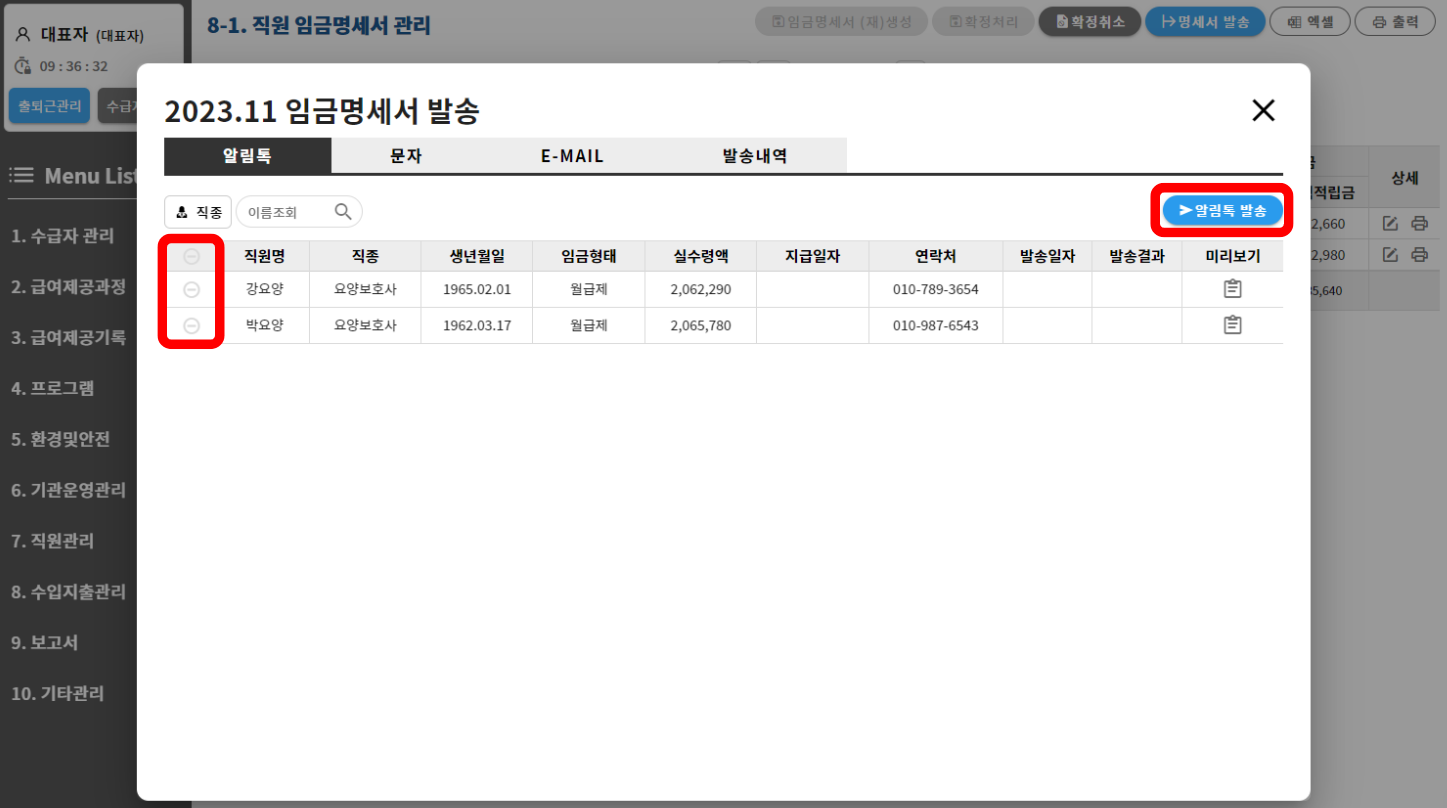 대표자 (대표자)
09 : 36 : 32
출퇴근관리
8-1. 직원 임금명세서 관리
임금명세서 (재)생성
확정처리
확정취소
명세서 발송
엑셀
출력
Menu List
1. 수급자 관리
2. 급여제공과정
3. 급여제공기록
4. 프로그램
5. 환경및안전
6. 기관운영관리
7. 직원관리
8. 수입지출관리
9. 보고서
10. 기타관리
2023.11 임금명세서 발송
알림톡 문자 E-MAIL 발송내역
직종 이름조회 알림톡 발송
직원명 직종 생년월일 임금형태 실수령액 지급일자 연락처 발송일자 발송결과 미리보기
강요양 요양보호사 1965.02.01 월급제 2,062,290 010-789-3654
박요양 요양보호사 1962.03.17 월급제 2,065,780 010-987-6543
상세
적립금
2,660
2,980
5,640